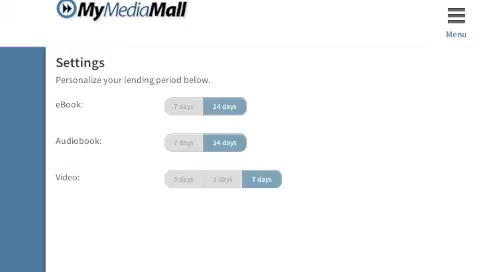 MyMediaMall
Menu
Settings
Personalize your lending period below.
eBook: 7 days 14 days
Audiobook: 7 days 14 days
Video: 3 days 5 days 7 days